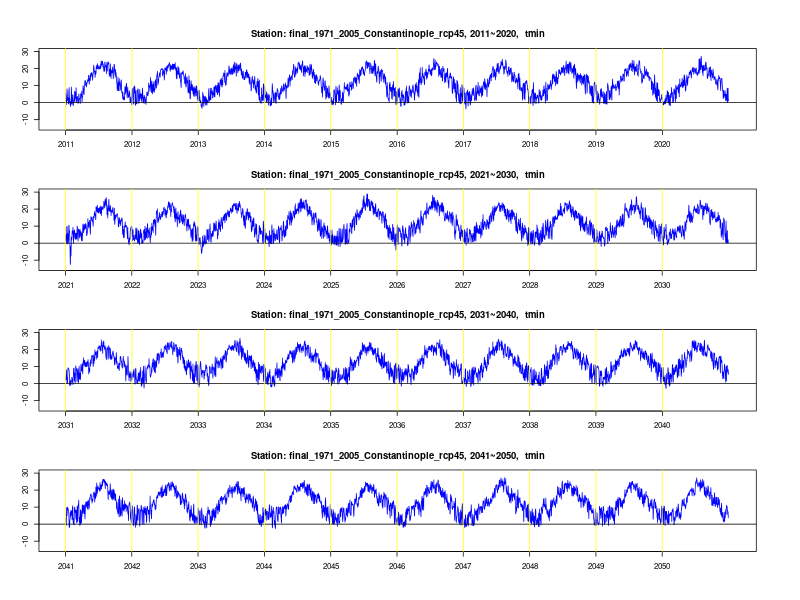 Station: final_1971_2005_Constantinople_rcp45, 2011~2020, tmin
30
20
10
0
-10
2011 2012 2013 2014 2015 2016 2017 2018 2019 2020
Station: final_1971_2005_Constantinople_rcp45, 2021~2030, tmin
30
20
10
0
-10
2021 2022 2023 2024 2025 2026 2027 2028 2029 2030
Station: final_1971_2005_Constantinople_rcp45, 2031~2040, tmin
30
20
10
0
-10
2031 2032 2033 2034 2035 2036 2037 2038 2039 2040
Station: final_1971_2005_Constantinople_rcp45, 2041~2050, tmin
30
20
10
0
-10
2041 2042 2043 2044 2045 2046 2047 2048 2049 2050